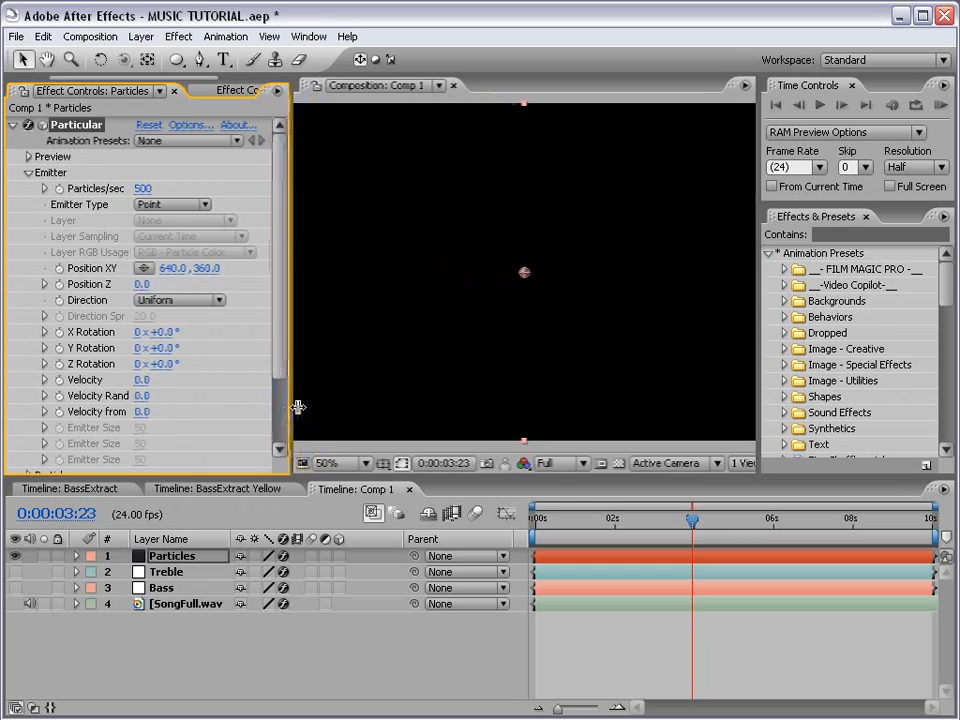 Adobe After Effects - MUSIC TUTORIAL.aep *
File Edit Composition Layer Effect Animation View Window Help
Workspace: Standard
Effect Controls: Particles
Effect Co
Comp 1 * Particles
Particular Reset Options... About...
Animation Presets: None
Preview
Emitter
Particles/sec 500
Emitter Type Point
Layer None
Layer Sampling Current Time
Layer RGB Usage RGB - Particle Color
Position XY 640.0, 360.0
Position Z 0.0
Direction Uniform
Direction Spr 20.0
X Rotation 0 x +0.0 °
Y Rotation 0 x +0.0 °
Z Rotation 0 x +0.0 °
Velocity 0.0
Velocity Rand 0.0
Velocity from 0.0
Emitter Size 50
Emitter Size 50
Emitter Size 50
Composition: Comp 1
50% 0:00:03:23 Full Active Camera 1 View
Time Controls
RAM Preview Options
Frame Rate Skip Resolution
(24) 0 Half
From Current Time Full Screen
Effects & Presets
Contains:
* Animation Presets
__- FILM MAGIC PRO -__
__-Video Copilot-__
Backgrounds
Behaviors
Dropped
Image - Creative
Image - Special Effects
Image - Utilities
Shapes
Sound Effects
Synthetics
Text
Timeline: BassExtract Timeline: BassExtract Yellow Timeline: Comp 1
0:00:03:23 (24.00 fps)
:00s 02s 06s 08s 10s
# Layer Name Parent
1 Particles None
2 Treble None
3 Bass None
4 [SongFull.wav None